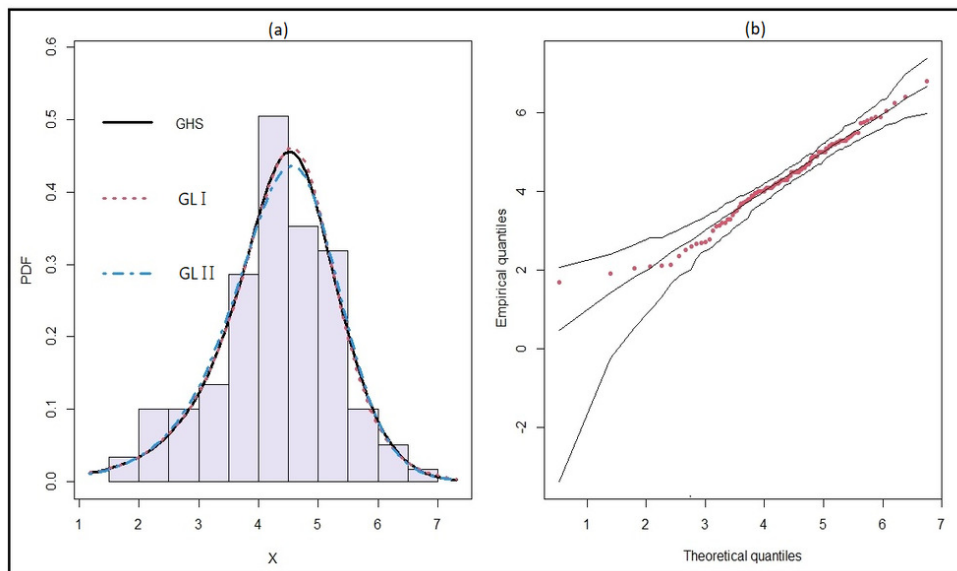 (a)
0.6
0.5
0.4
0.3
0.2
0.1
0.0
PDF
GHS
GL I
GL II
1 2 3 4 5 6 7
X
(b)
6
4
2
0
-2
Empirical quantiles
1 2 3 4 5 6 7
Theoretical quantiles